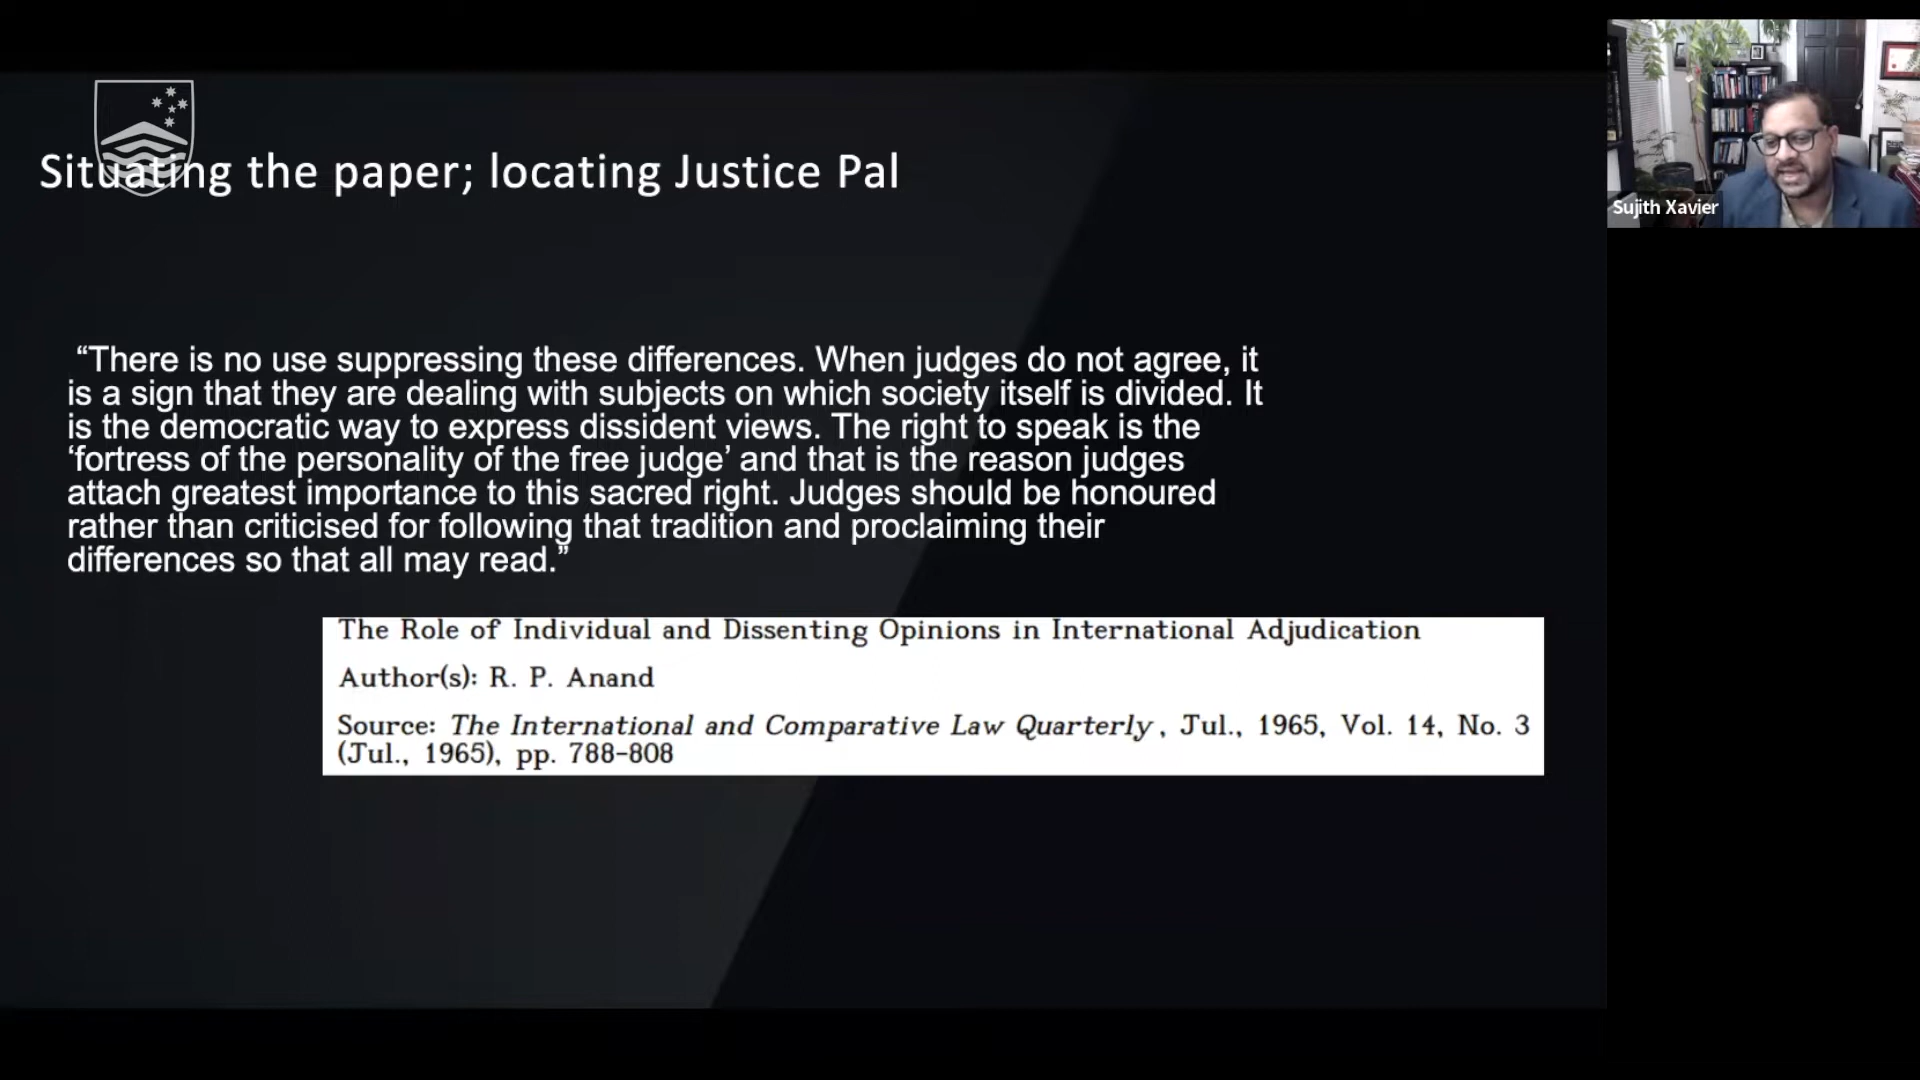 Situating the paper; locating Justice Pal
“There is no use suppressing these differences. When judges do not agree, it
is a sign that they are dealing with subjects on which society itself is divided. It
is the democratic way to express dissident views. The right to speak is the
‘fortress of the personality of the free judge’ and that is the reason judges
attach greatest importance to this sacred right. Judges should be honoured
rather than criticised for following that tradition and proclaiming their
differences so that all may read.”
The Role of Individual and Dissenting Opinions in International Adjudication
Author(s): R. P. Anand
Source: The International and Comparative Law Quarterly , Jul., 1965, Vol. 14, No. 3
(Jul., 1965), pp. 788-808
Sujith Xavier